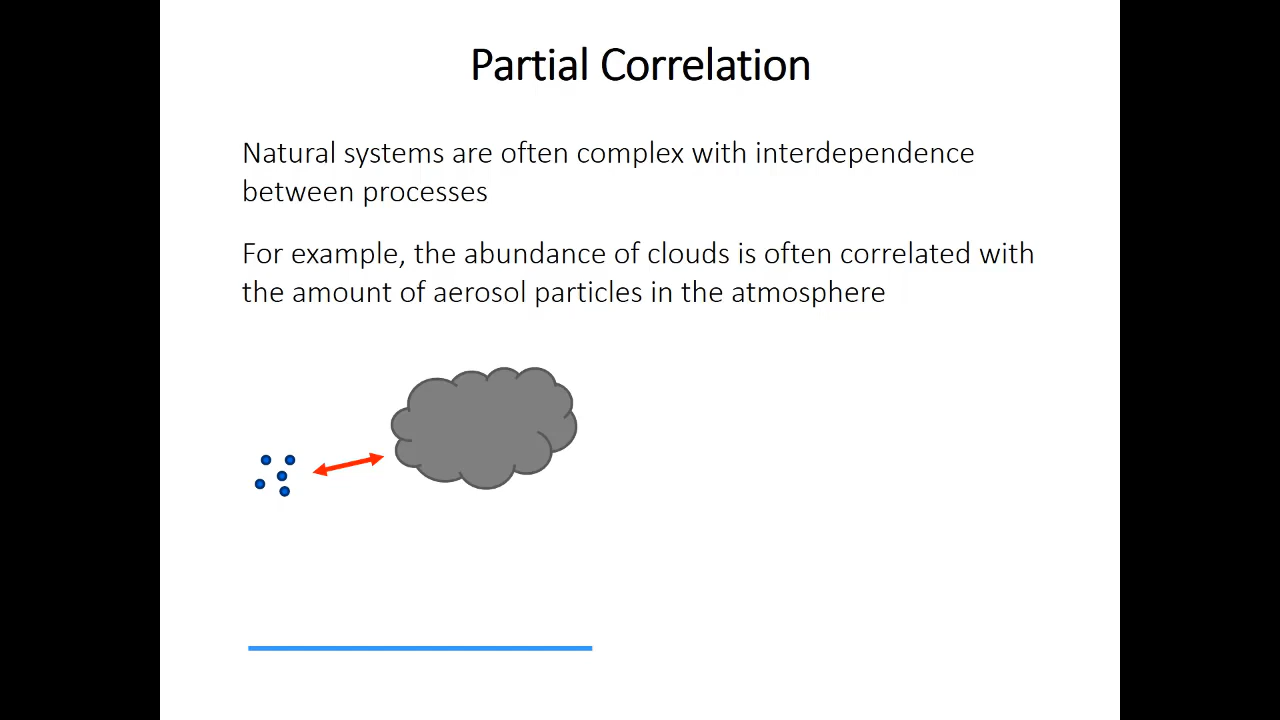 Partial Correlation
Natural systems are often complex with interdependence
between processes
For example, the abundance of clouds is often correlated with
the amount of aerosol particles in the atmosphere